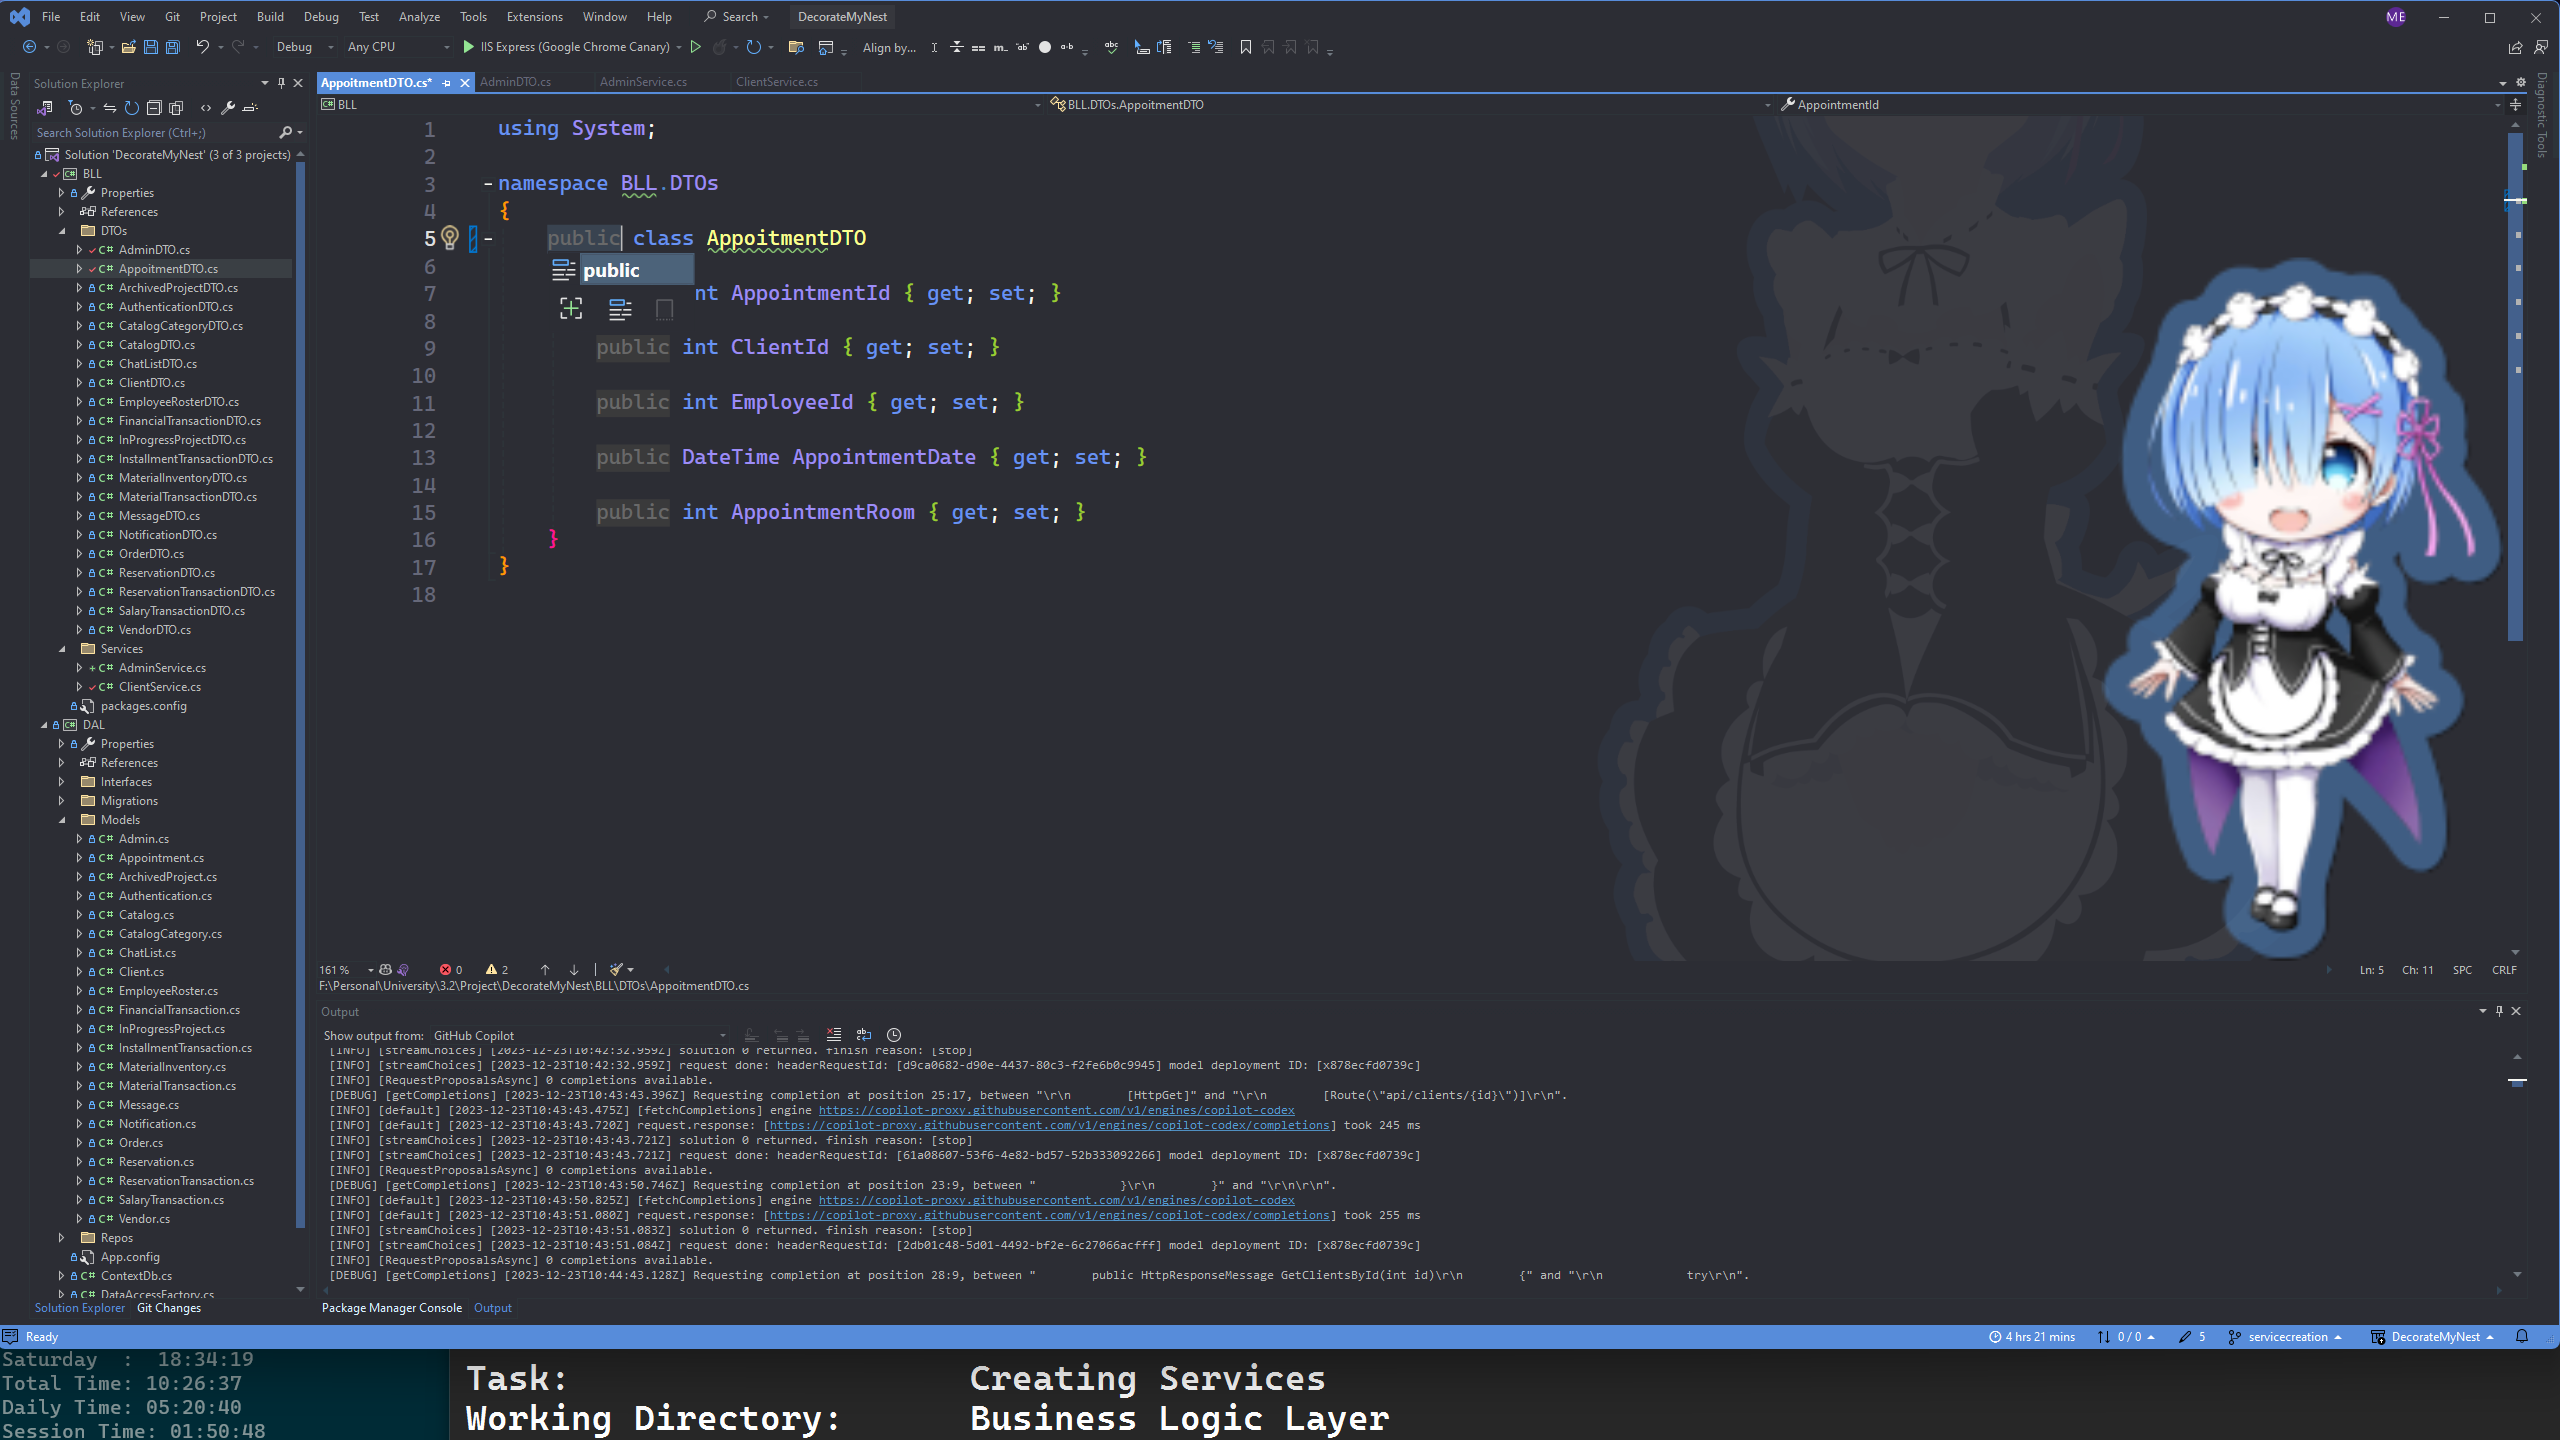 File Edit View Git Project Build Debug Test Analyze Tools Extensions Window Help Search DecorateMyNest ME
Debug Any CPU IIS Express (Google Chrome Canary) Align by...
Data Sources
Solution Explorer
Search Solution Explorer (Ctrl+;)
Solution 'DecorateMyNest' (3 of 3 projects)
BLL
Properties
References
DTOs
C# AdminDTO.cs
C# AppoitmentDTO.cs
C# ArchivedProjectDTO.cs
C# AuthenticationDTO.cs
C# CatalogCategoryDTO.cs
C# CatalogDTO.cs
C# ChatListDTO.cs
C# ClientDTO.cs
C# EmployeeRosterDTO.cs
C# FinancialTransactionDTO.cs
C# InProgressProjectDTO.cs
C# InstallmentTransactionDTO.cs
C# MaterialInventoryDTO.cs
C# MaterialTransactionDTO.cs
C# MessageDTO.cs
C# NotificationDTO.cs
C# OrderDTO.cs
C# ReservationDTO.cs
C# ReservationTransactionDTO.cs
C# SalaryTransactionDTO.cs
C# VendorDTO.cs
Services
C# AdminService.cs
C# ClientService.cs
packages.config
DAL
Properties
References
Interfaces
Migrations
Models
C# Admin.cs
C# Appointment.cs
C# ArchivedProject.cs
C# Authentication.cs
C# Catalog.cs
C# CatalogCategory.cs
C# ChatList.cs
C# Client.cs
C# EmployeeRoster.cs
C# FinancialTransaction.cs
C# InProgressProject.cs
C# InstallmentTransaction.cs
C# MaterialInventory.cs
C# MaterialTransaction.cs
C# Message.cs
C# Notification.cs
C# Order.cs
C# Reservation.cs
C# ReservationTransaction.cs
C# SalaryTransaction.cs
C# Vendor.cs
Repos
App.config
C# ContextDb.cs
C# DataAccessFactory.cs
Solution Explorer Git Changes
AppoitmentDTO.cs* AdminDTO.cs AdminService.cs ClientService.cs
BLL BLL.DTOs.AppoitmentDTO AppointmentId
Diagnostic Tools
1 using System;
2
3 namespace BLL.DTOs
4 {
5 public class AppoitmentDTO
6 public
7 nt AppointmentId { get; set; }
8
9 public int ClientId { get; set; }
10
11 public int EmployeeId { get; set; }
12
13 public DateTime AppointmentDate { get; set; }
14
15 public int AppointmentRoom { get; set; }
16 }
17 }
18
161 % 0 2 Ln: 5 Ch: 11 SPC CRLF
F:\Personal\University\3.2\Project\DecorateMyNest\BLL\DTOs\AppoitmentDTO.cs
Output
Show output from: GitHub Copilot
[INFO] [streamChoices] [2023-12-23T10:42:32.959Z] solution 0 returned. finish reason: [stop]
[INFO] [streamChoices] [2023-12-23T10:42:32.959Z] request done: headerRequestId: [d9ca0682-d90e-4437-80c3-f2fe6b0c9945] model deployment ID: [x878ecfd0739c]
[INFO] [RequestProposalsAsync] 0 completions available.
[DEBUG] [getCompletions] [2023-12-23T10:43:43.396Z] Requesting completion at position 25:17, between "\r\n [HttpGet]" and "\r\n [Route(\"api/clients/{id}\")]\r\n".
[INFO] [default] [2023-12-23T10:43:43.475Z] [fetchCompletions] engine https://copilot-proxy.githubusercontent.com/v1/engines/copilot-codex
[INFO] [default] [2023-12-23T10:43:43.720Z] request.response: [https://copilot-proxy.githubusercontent.com/v1/engines/copilot-codex/completions] took 245 ms
[INFO] [streamChoices] [2023-12-23T10:43:43.721Z] solution 0 returned. finish reason: [stop]
[INFO] [streamChoices] [2023-12-23T10:43:43.721Z] request done: headerRequestId: [61a08607-53f6-4e82-bd57-52b333092266] model deployment ID: [x878ecfd0739c]
[INFO] [RequestProposalsAsync] 0 completions available.
[DEBUG] [getCompletions] [2023-12-23T10:43:50.746Z] Requesting completion at position 23:9, between " }\r\n }" and "\r\n\r\n".
[INFO] [default] [2023-12-23T10:43:50.825Z] [fetchCompletions] engine https://copilot-proxy.githubusercontent.com/v1/engines/copilot-codex
[INFO] [default] [2023-12-23T10:43:51.080Z] request.response: [https://copilot-proxy.githubusercontent.com/v1/engines/copilot-codex/completions] took 255 ms
[INFO] [streamChoices] [2023-12-23T10:43:51.083Z] solution 0 returned. finish reason: [stop]
[INFO] [streamChoices] [2023-12-23T10:43:51.084Z] request done: headerRequestId: [2db01c48-5d01-4492-bf2e-6c27066acfff] model deployment ID: [x878ecfd0739c]
[INFO] [RequestProposalsAsync] 0 completions available.
[DEBUG] [getCompletions] [2023-12-23T10:44:43.128Z] Requesting completion at position 28:9, between " public HttpResponseMessage GetClientsById(int id)\r\n {" and "\r\n try\r\n".
Package Manager Console Output
Ready 4 hrs 21 mins 0 / 0 5 servicecreation DecorateMyNest
Saturday : 18:34:19
Total Time: 10:26:37
Daily Time: 05:20:40
Session Time: 01:50:48
Task: Creating Services
Working Directory: Business Logic Layer